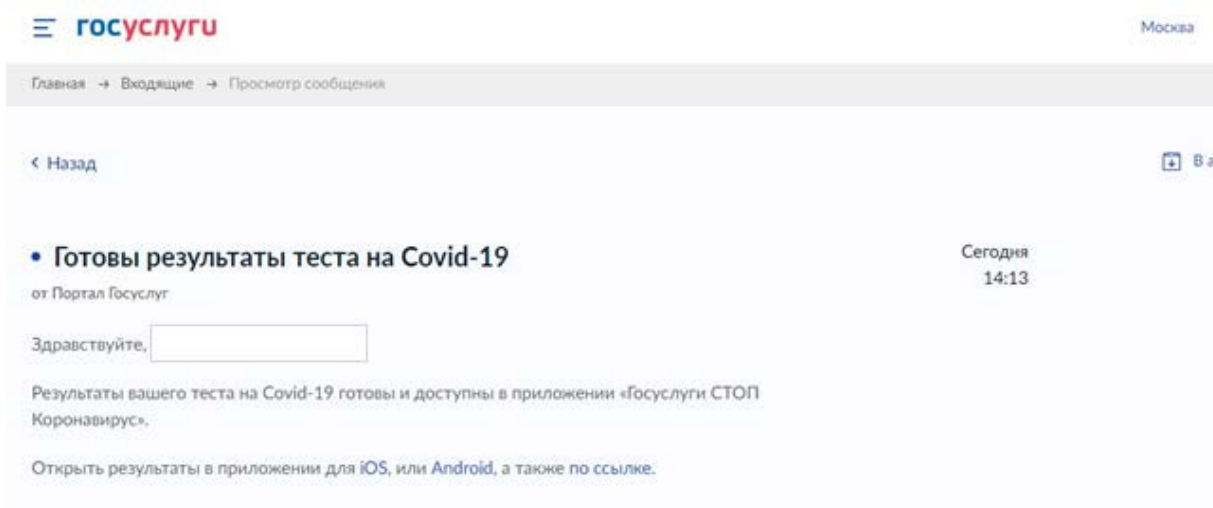 госуслуги
Москва
Главная → Входящие → Просмотр сообщения
< Назад
В а
• Готовы результаты теста на Covid-19
Сегодня
14:13
от Портал Госуслуг
Здравствуйте,
Результаты вашего теста на Covid-19 готовы и доступны в приложении «Госуслуги СТОП
Коронавирус».
Открыть результаты в приложении для iOS, или Android, а также по ссылке.